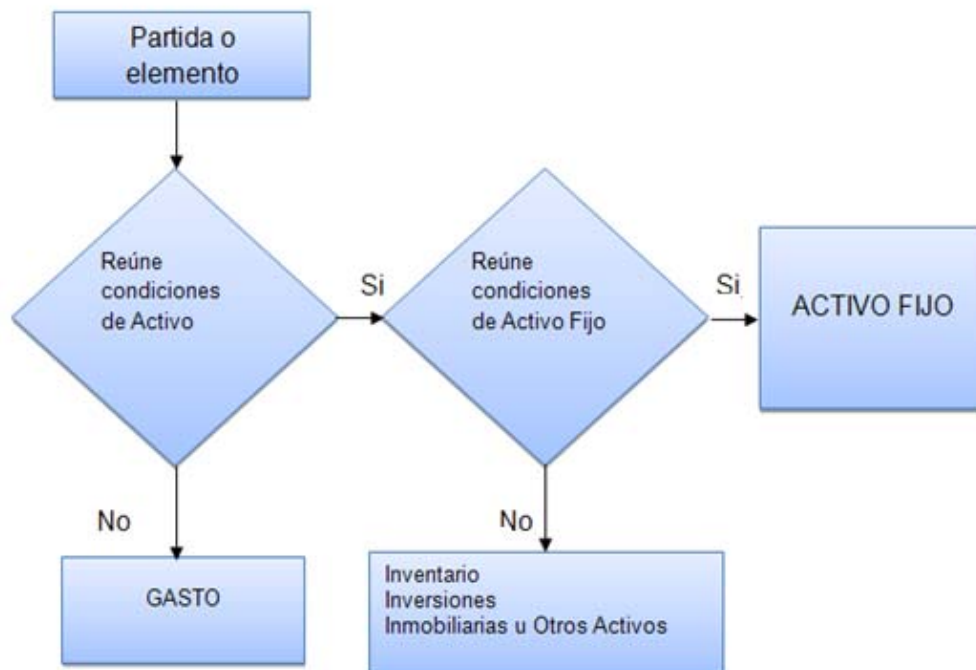 Partida o
elemento
Reúne
condiciones
de Activo
Si
Reúne
condiciones
de Activo Fijo
Si
ACTIVO FIJO
No
No
GASTO
Inventario
Inversiones
Inmobiliarias u Otros Activos